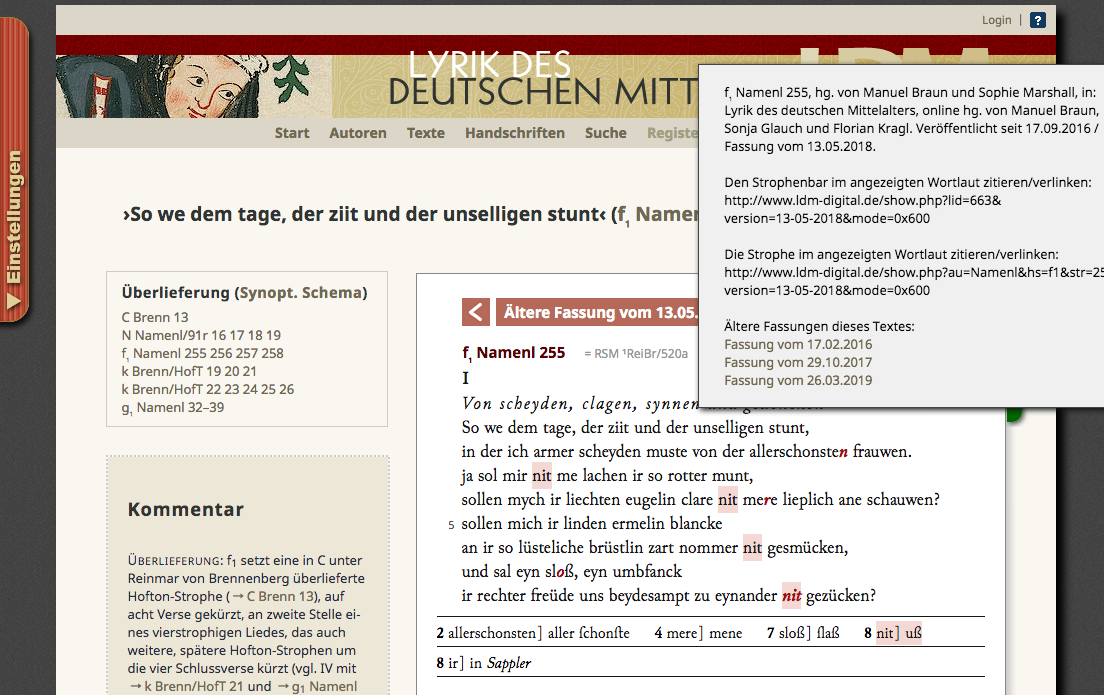 Login | ?
LYRIK DES
DEUTSCHEN MITT
Start Autoren Texte Handschriften Suche Registe
Einstellungen
›So we dem tage, der ziit und der unselligen stunt‹ (f₁ Namen
f₁ Namenl 255, hg. von Manuel Braun und Sophie Marshall, in:
Lyrik des deutschen Mittelalters, online hg. von Manuel Braun,
Sonja Glauch und Florian Kragl. Veröffentlicht seit 17.09.2016 /
Fassung vom 13.05.2018.
Den Strophenbar im angezeigten Wortlaut zitieren/verlinken:
http://www.ldm-digital.de/show.php?lid=663&
version=13-05-2018&mode=0x600
Die Strophe im angezeigten Wortlaut zitieren/verlinken:
http://www.ldm-digital.de/show.php?au=Namenl&hs=f1&str=25
version=13-05-2018&mode=0x600
Ältere Fassungen dieses Textes:
Fassung vom 17.02.2016
Fassung vom 29.10.2017
Fassung vom 26.03.2019
Überlieferung (Synopt. Schema)
C Brenn 13
N Namenl/91r 16 17 18 19
f₁ Namenl 255 256 257 258
k Brenn/HofT 19 20 21
k Brenn/HofT 22 23 24 25 26
g₁ Namenl 32–39
Kommentar
ÜBERLIEFERUNG: f₁ setzt eine in C unter
Reinmar von Brennenberg überlieferte
Hofton-Strophe (→C Brenn 13), auf
acht Verse gekürzt, an zweite Stelle ei-
nes vierstrophigen Liedes, das auch
weitere, spätere Hofton-Strophen um
die vier Schlussverse kürzt (vgl. IV mit
→k Brenn/HofT 21 und →g₁ Namenl
Ältere Fassung vom 13.05.
f₁ Namenl 255 = RSM ¹ReiBr/520a
I
Von scheyden, clagen, synnen
So we dem tage, der ziit und der unselligen stunt,
in der ich armer scheyden muste von der allerschonsten frauwen.
ja sol mir nit me lachen ir so rotter munt,
sollen mych ir liechten eugelin clare nit mere lieplich ane schauwen?
5 sollen mich ir linden ermelin blancke
an ir so lüsteliche brüstlin zart nommer nit gesmücken,
und sal eyn sloß, eyn umbfanck
ir rechter freüde uns beydesampt zu eynander nit gezücken?
2 allerschonsten] aller ſchonſte 4 mere] mene 7 sloß] ſlaß 8 nit] uß
8 ir] in Sappler